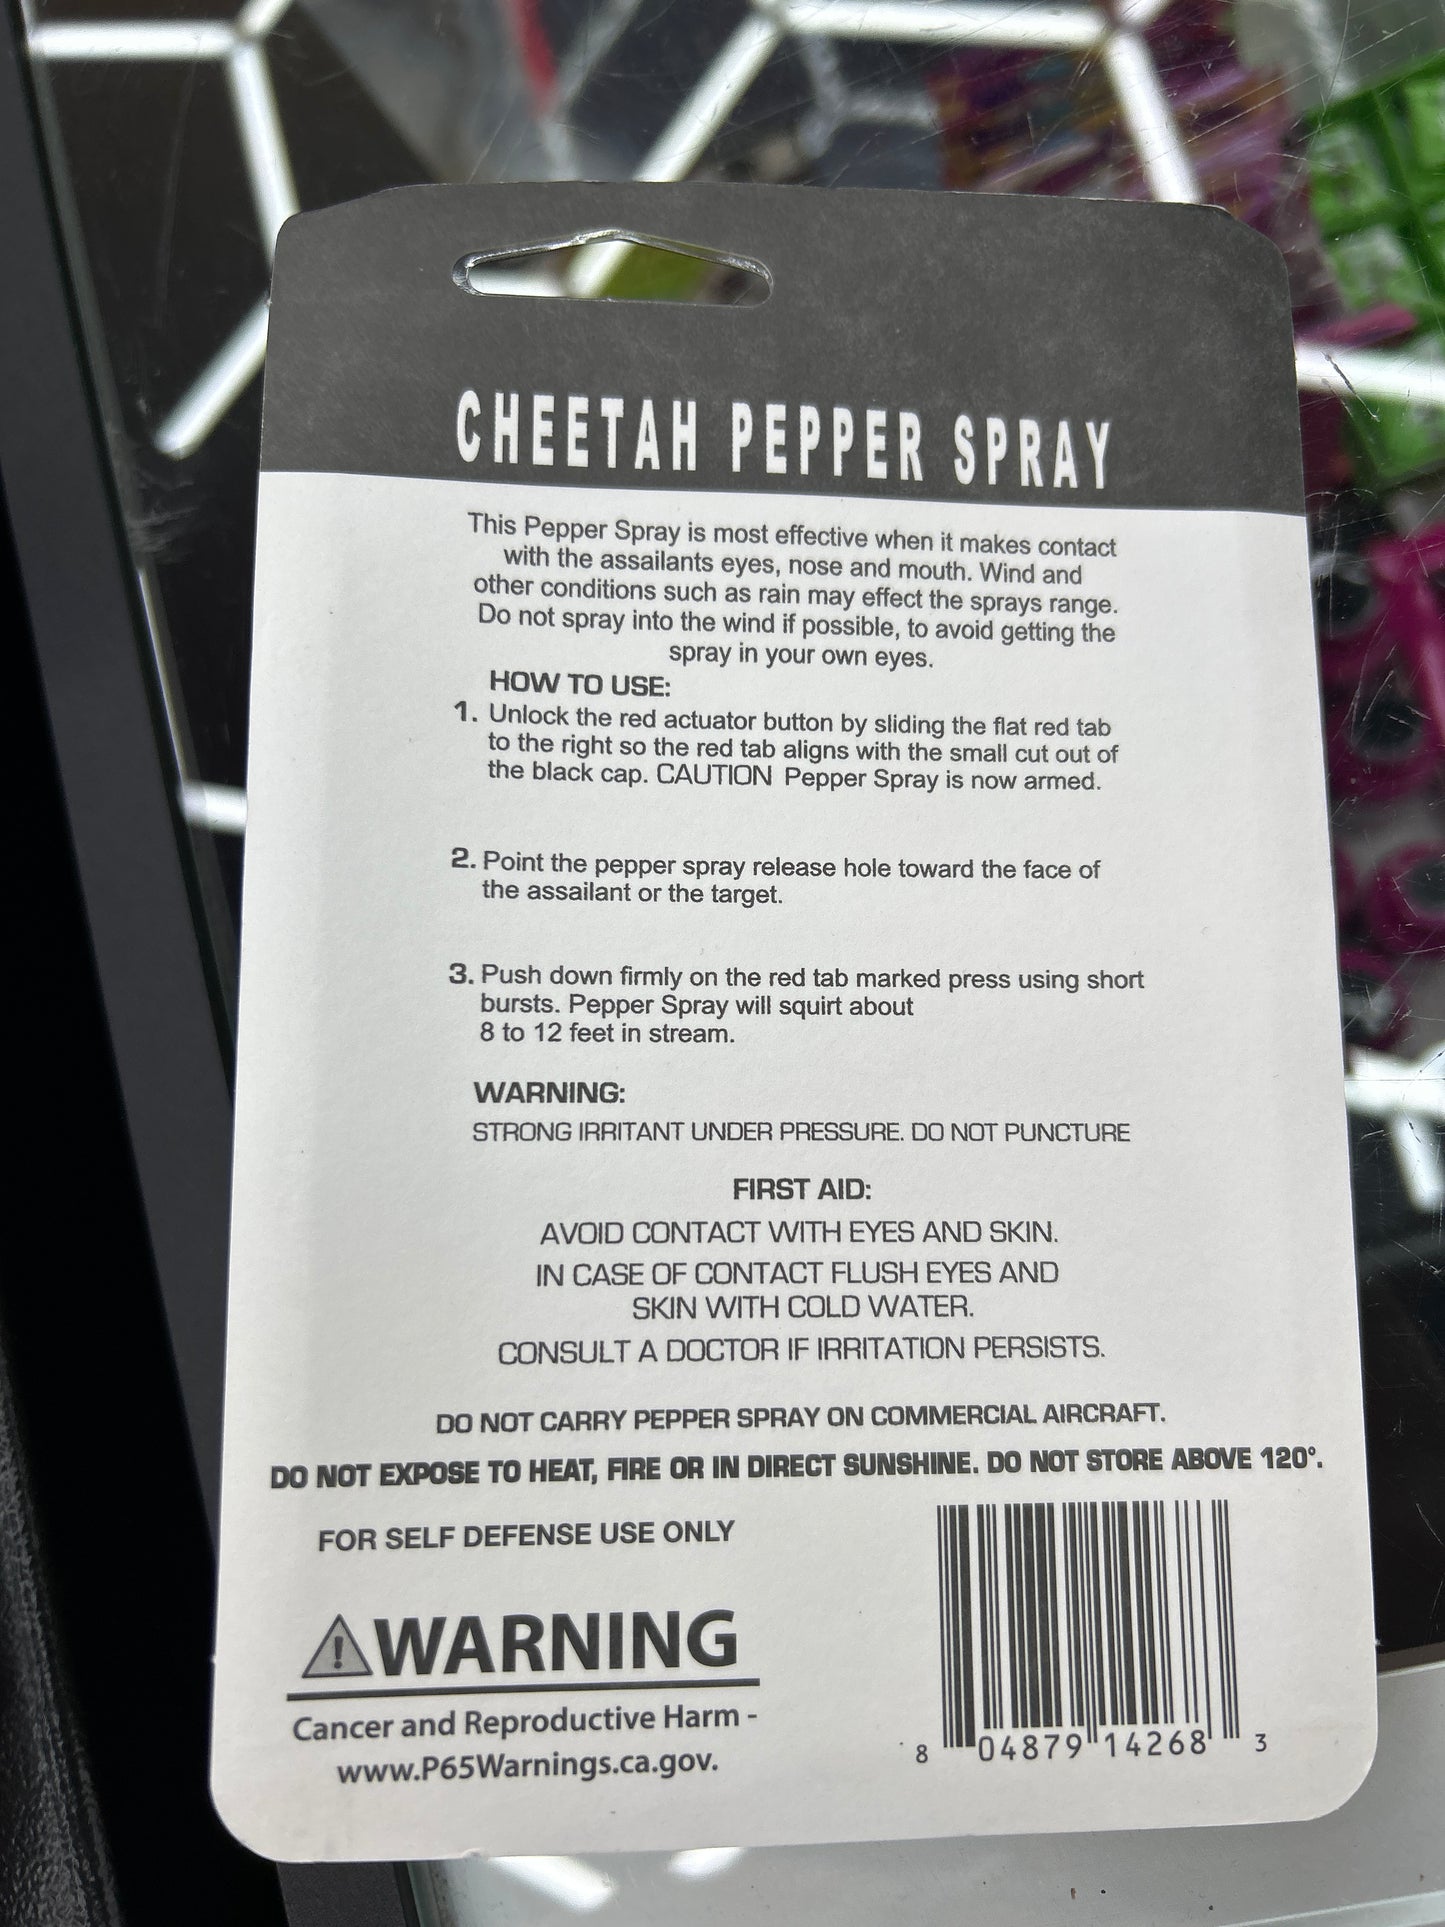 CHEETAH PEPPER SPRAY
This Pepper Spray is most effective when it makes contact
with the assailants eyes, nose and mouth. Wind and
other conditions such as rain may effect the sprays range.
Do not spray into the wind if possible, to avoid getting the
spray in your own eyes.
HOW TO USE:
1. Unlock the red actuator button by sliding the flat red tab
to the right so the red tab aligns with the small cut out of
the black cap. CAUTION Pepper Spray is now armed.
2. Point the pepper spray release hole toward the face of
the assailant or the target.
3. Push down firmly on the red tab marked press using short
bursts. Pepper Spray will squirt about
8 to 12 feet in stream.
WARNING:
STRONG IRRITANT UNDER PRESSURE. DO NOT PUNCTURE
FIRST AID:
AVOID CONTACT WITH EYES AND SKIN.
IN CASE OF CONTACT FLUSH EYES AND
SKIN WITH COLD WATER.
CONSULT A DOCTOR IF IRRITATION PERSISTS.
DO NOT CARRY PEPPER SPRAY ON COMMERCIAL AIRCRAFT.
DO NOT EXPOSE TO HEAT, FIRE OR IN DIRECT SUNSHINE. DO NOT STORE ABOVE 120°.
FOR SELF DEFENSE USE ONLY
WARNING
Cancer and Reproductive Harm -
www.P65Warnings.ca.gov.
8 04879 14268 3